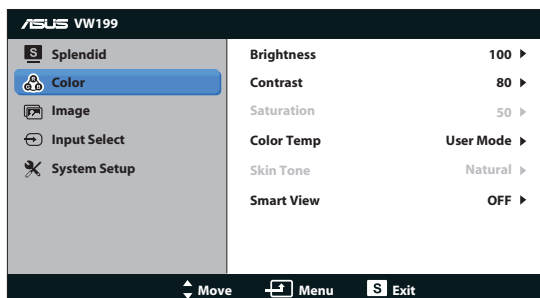 ASUS VW199
S Splendid
Color
Image
Input Select
System Setup
Brightness 100
Contrast 80
Saturation 50
Color Temp User Mode
Skin Tone Natural
Smart View OFF
Move Menu S Exit